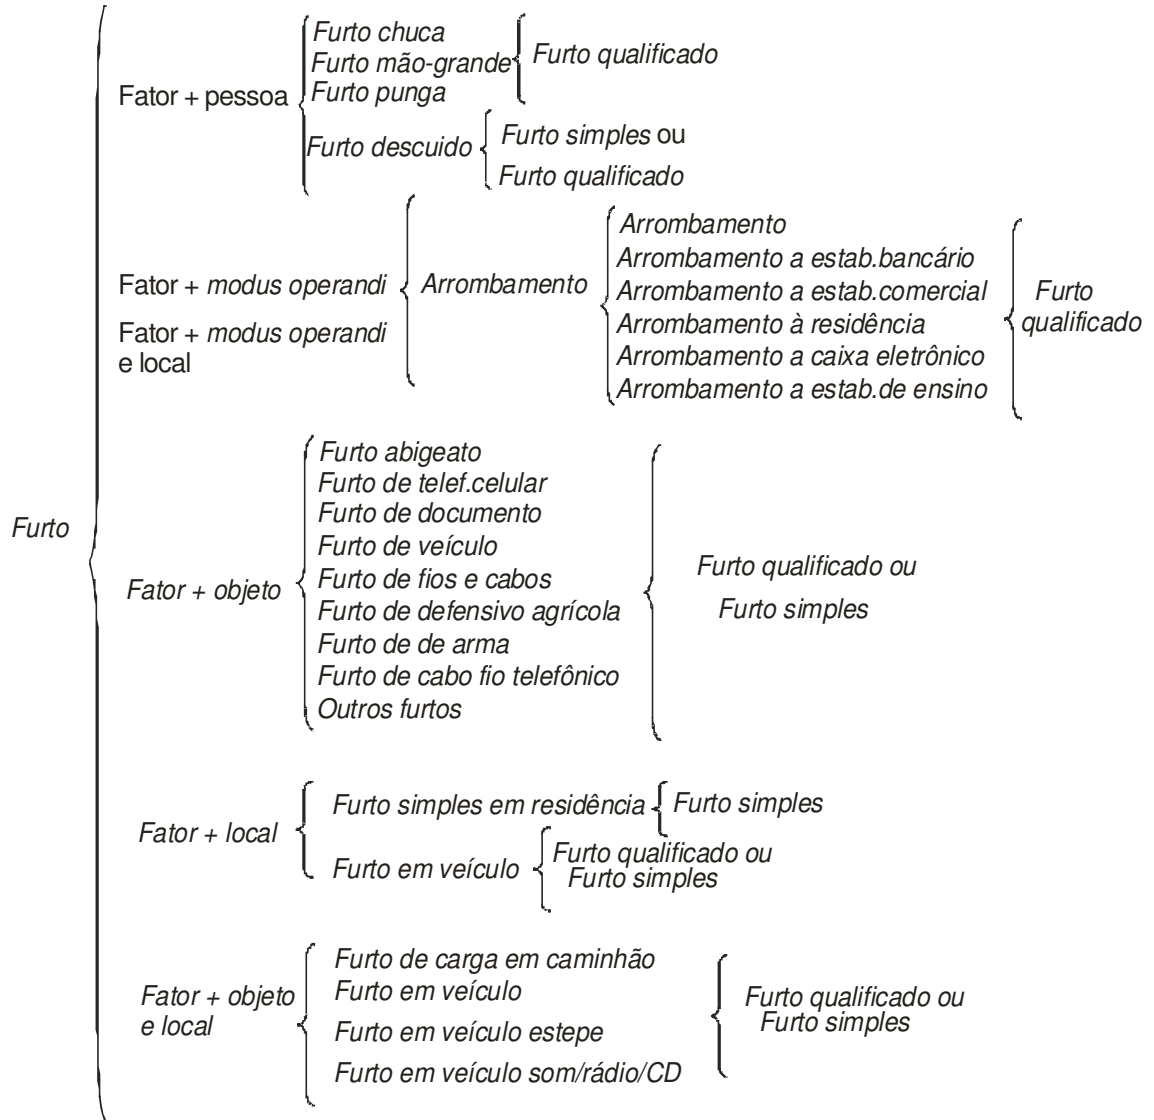 Furto
Fator + pessoa
Furto chuca
Furto mão-grande
Furto punga
Furto qualificado
Furto descuido
Furto simples ou
Furto qualificado
Fator + modus operandi
Fator + modus operandi
e local
Arrombamento
Arrombamento
Arrombamento a estab.bancário
Arrombamento a estab.comercial
Arrombamento à residência
Arrombamento a caixa eletrônico
Arrombamento a estab.de ensino
Furto
qualificado
Fator + objeto
Furto abigeato
Furto de telef.celular
Furto de documento
Furto de veículo
Furto de fios e cabos
Furto de defensivo agrícola
Furto de de arma
Furto de cabo fio telefônico
Outros furtos
Furto qualificado ou
Furto simples
Fator + local
Furto simples em residência
Furto simples
Furto em veículo
Furto qualificado ou
Furto simples
Fator + objeto
e local
Furto de carga em caminhão
Furto em veículo
Furto em veículo estepe
Furto em veículo som/rádio/CD
Furto qualificado ou
Furto simples